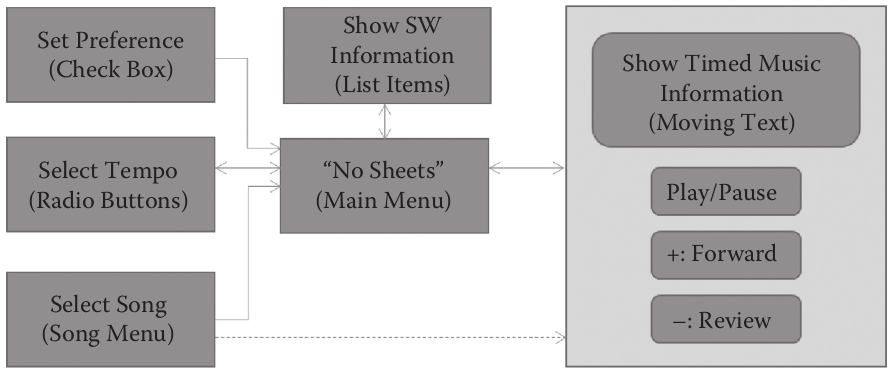 Set Preference
(Check Box)
Show SW
Information
(List Items)
Select Tempo
(Radio Buttons)
“No Sheets”
(Main Menu)
Select Song
(Song Menu)
Show Timed Music
Information
(Moving Text)
Play/Pause
+: Forward
–: Review